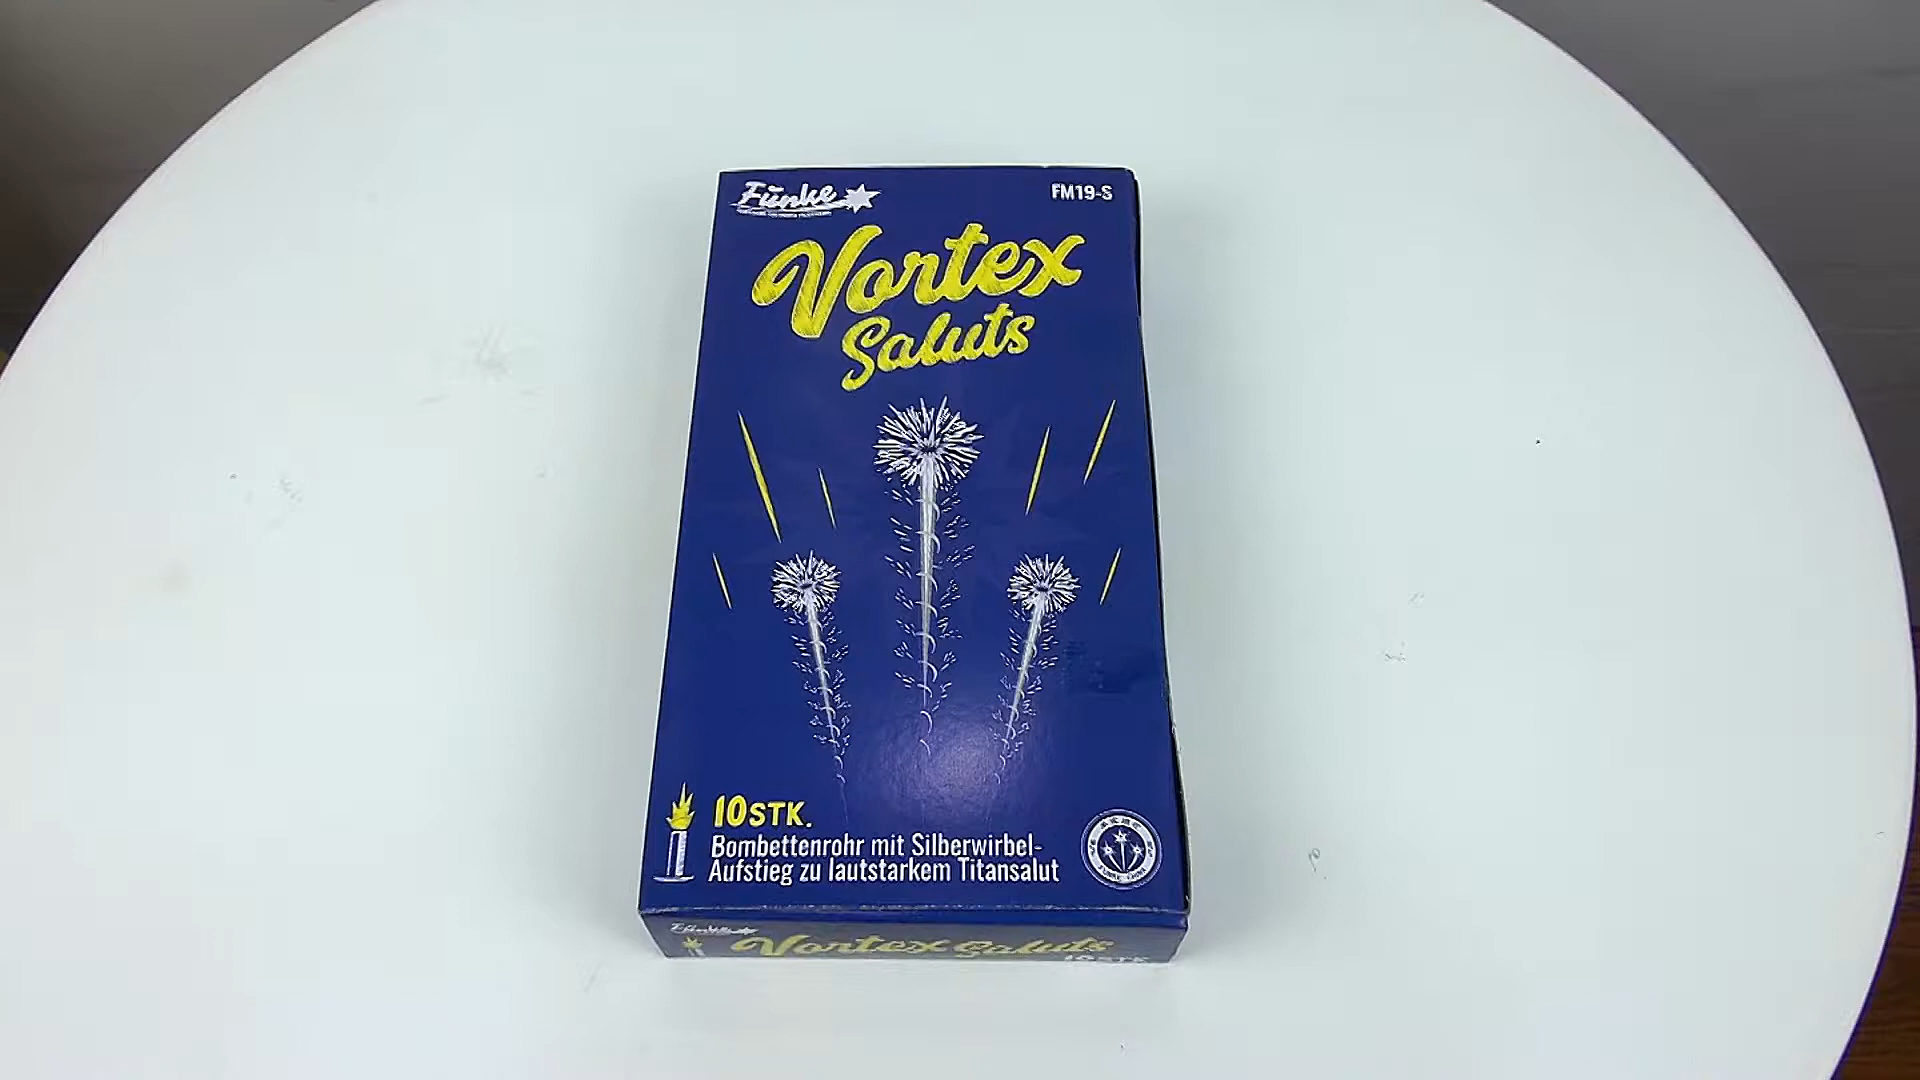 Funke
FM19-S
Vortex
Saluts
10STK.
Bombettenrohr mit Silberwirbel-
Aufstieg zu lautstarkem Titansalut
Funke
Vortex Saluts
10STK.